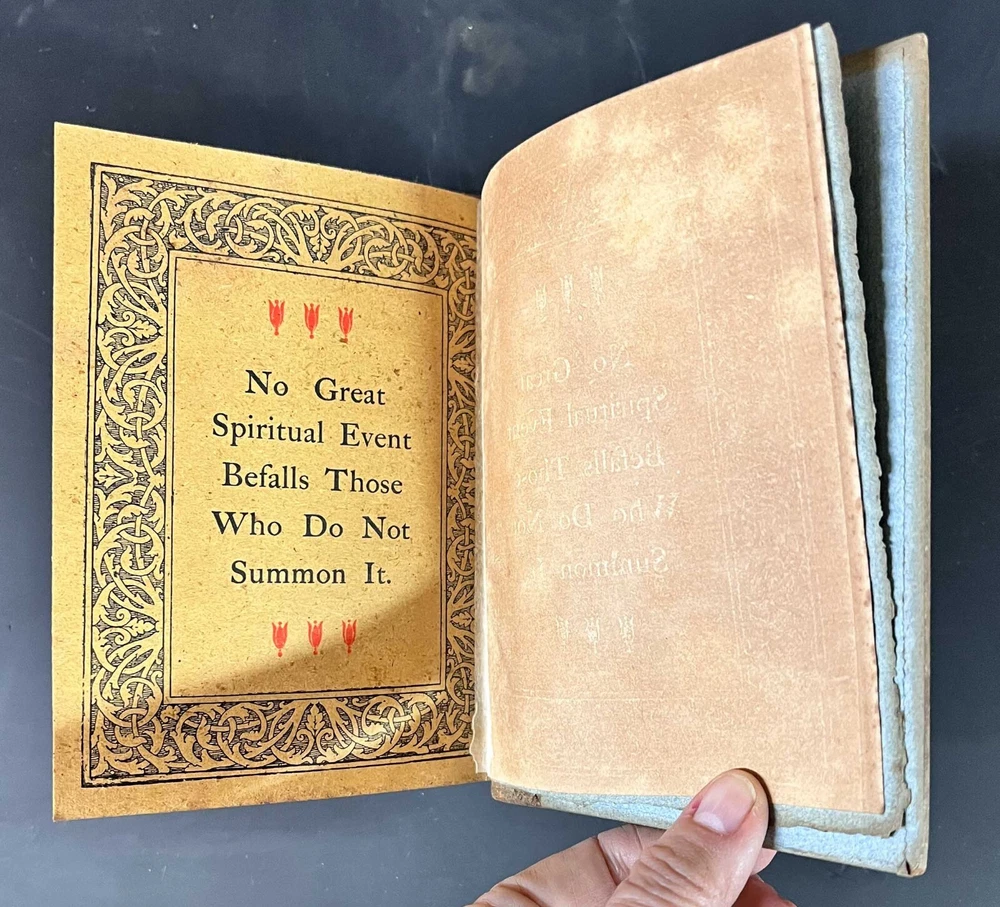 No Great
Spiritual Event
Befalls Those
Who Do Not
Summon It.